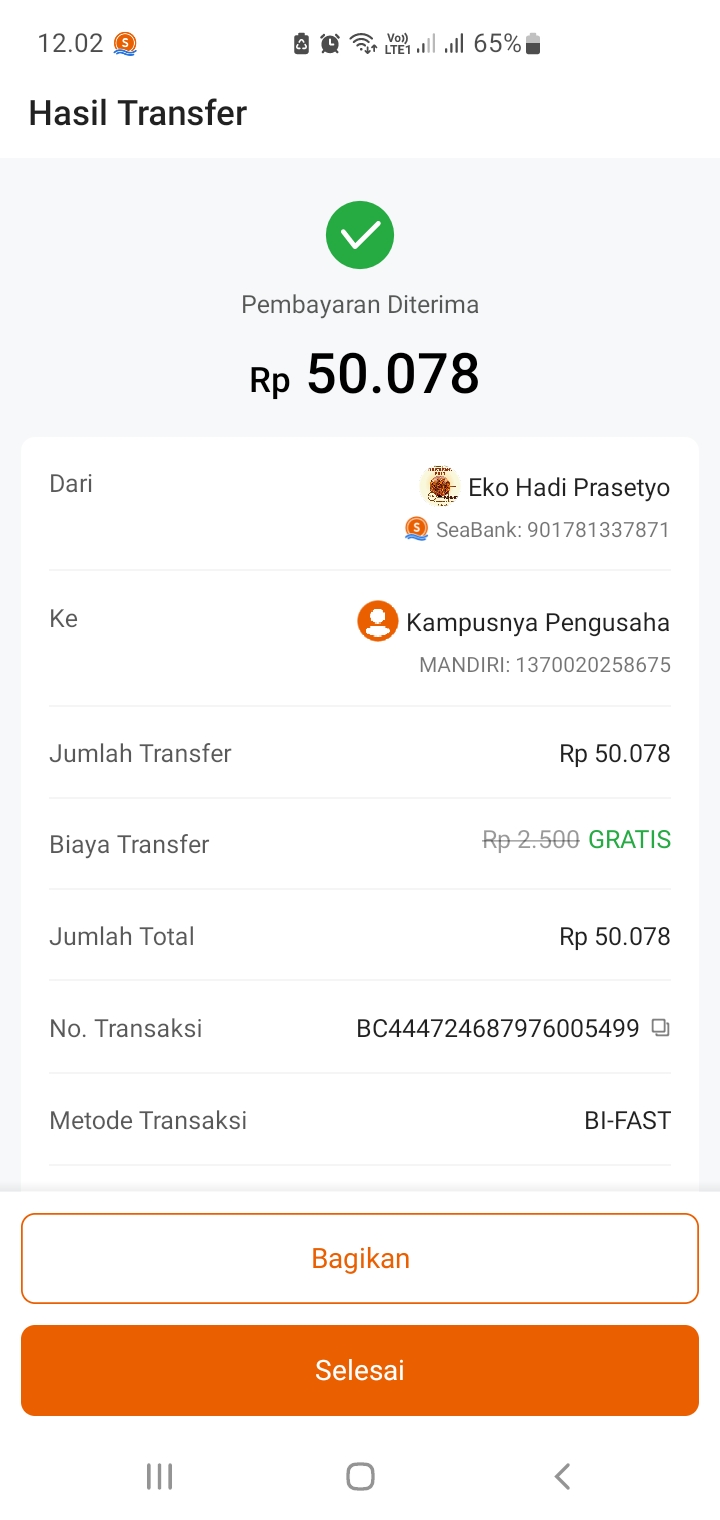 12.02
Vo))
LTE1
65%
Hasil Transfer
Pembayaran Diterima
Rp 50.078
Dari
Eko Hadi Prasetyo
SeaBank: 901781337871
Ke
Kampusnya Pengusaha
MANDIRI: 1370020258675
Jumlah Transfer
Rp 50.078
Biaya Transfer
Rp 2.500 GRATIS
Jumlah Total
Rp 50.078
No. Transaksi
BC444724687976005499
Metode Transaksi
BI-FAST
Bagikan
Selesai